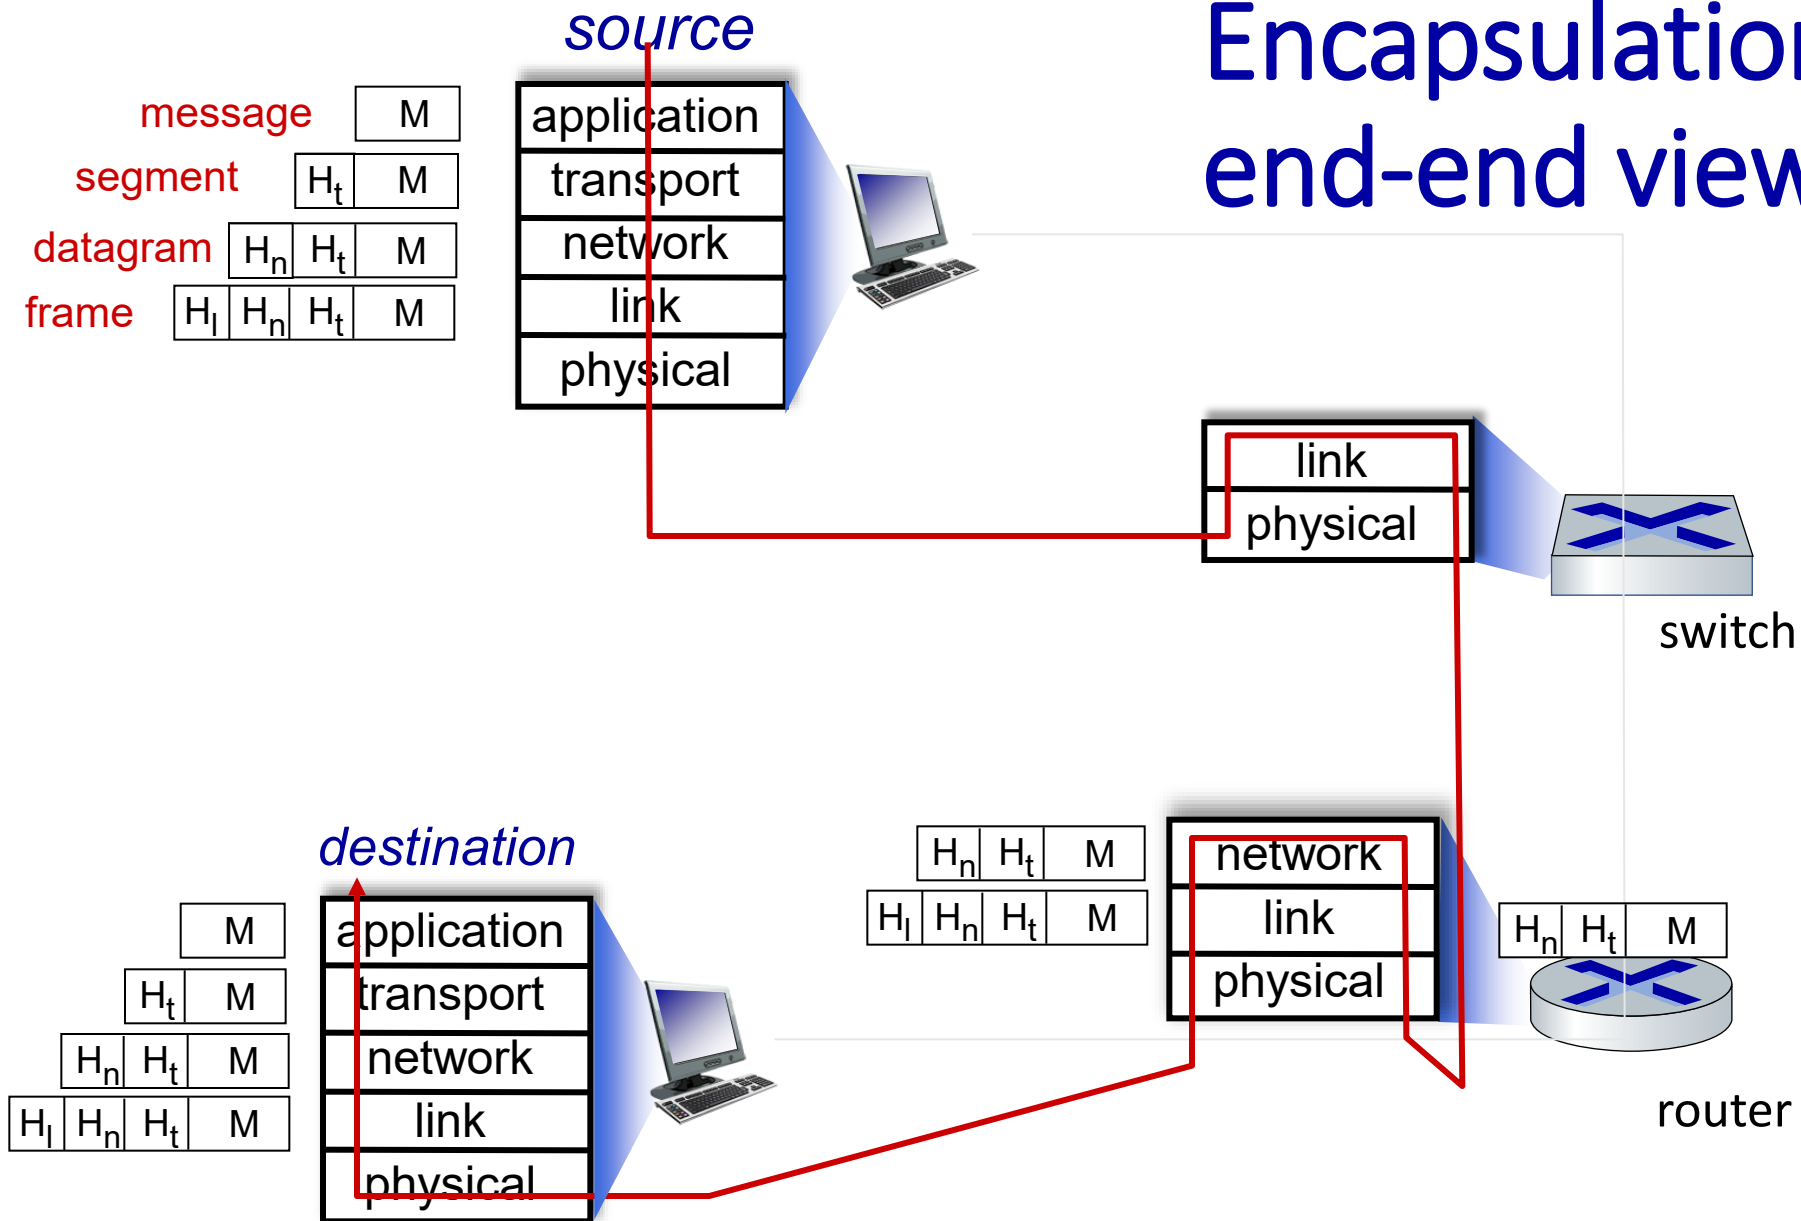 source
Encapsulation
end-end view
message M
segment Ht M
datagram Hn Ht M
frame Hl Hn Ht M
application
transport
network
link
physical
link
physical
switch
destination
M
Ht M
Hn Ht M
Hl Hn Ht M
application
transport
network
link
physical
Hn Ht M
Hl Hn Ht M
network
link
physical
Hn Ht M
router